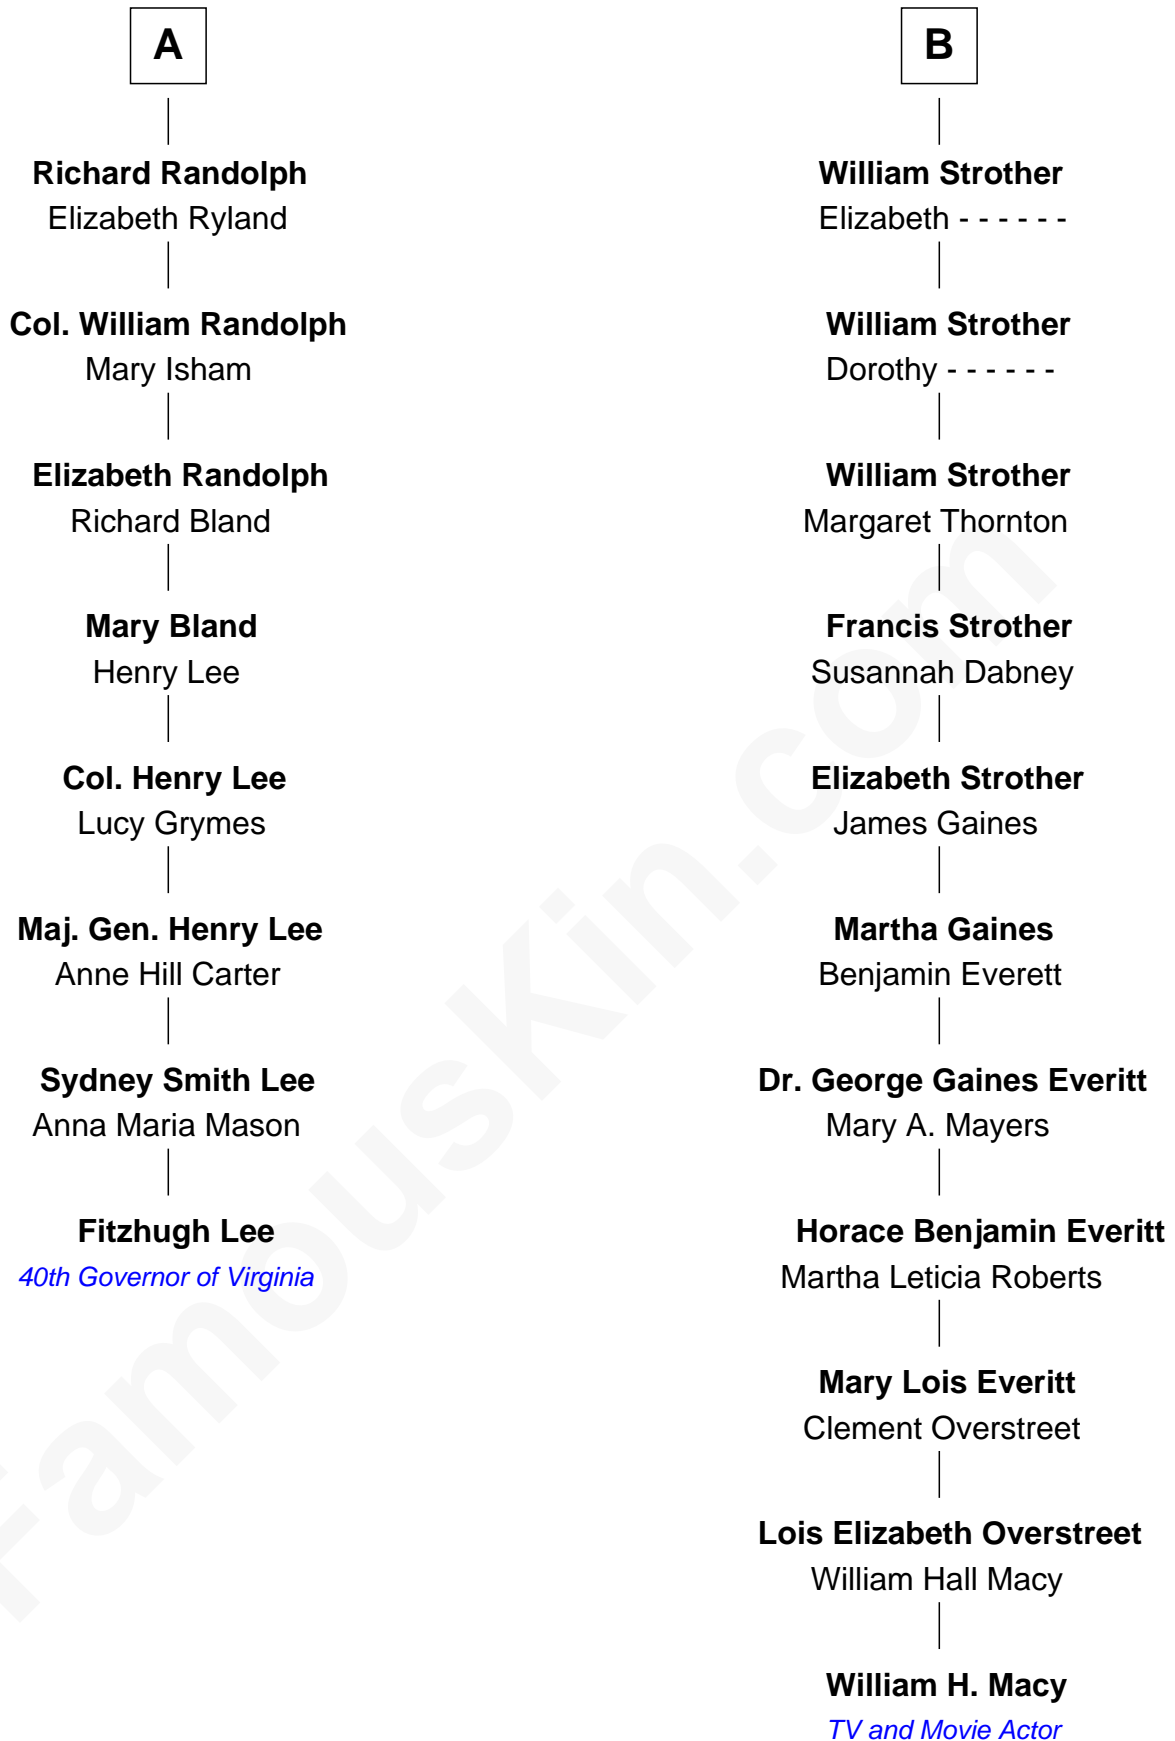 A
Richard Randolph
Elizabeth Ryland
Col. William Randolph
Mary Isham
Elizabeth Randolph
Richard Bland
Mary Bland
Henry Lee
Col. Henry Lee
Lucy Grymes
Maj. Gen. Henry Lee
Anne Hill Carter
Sydney Smith Lee
Anna Maria Mason
Fitzhugh Lee
40th Governor of Virginia
B
William Strother
Elizabeth - - - - - -
William Strother
Dorothy - - - - - -
William Strother
Margaret Thornton
Francis Strother
Susannah Dabney
Elizabeth Strother
James Gaines
Martha Gaines
Benjamin Everett
Dr. George Gaines Everitt
Mary A. Mayers
Horace Benjamin Everitt
Martha Leticia Roberts
Mary Lois Everitt
Clement Overstreet
Lois Elizabeth Overstreet
William Hall Macy
William H. Macy
TV and Movie Actor
FamousKin.com